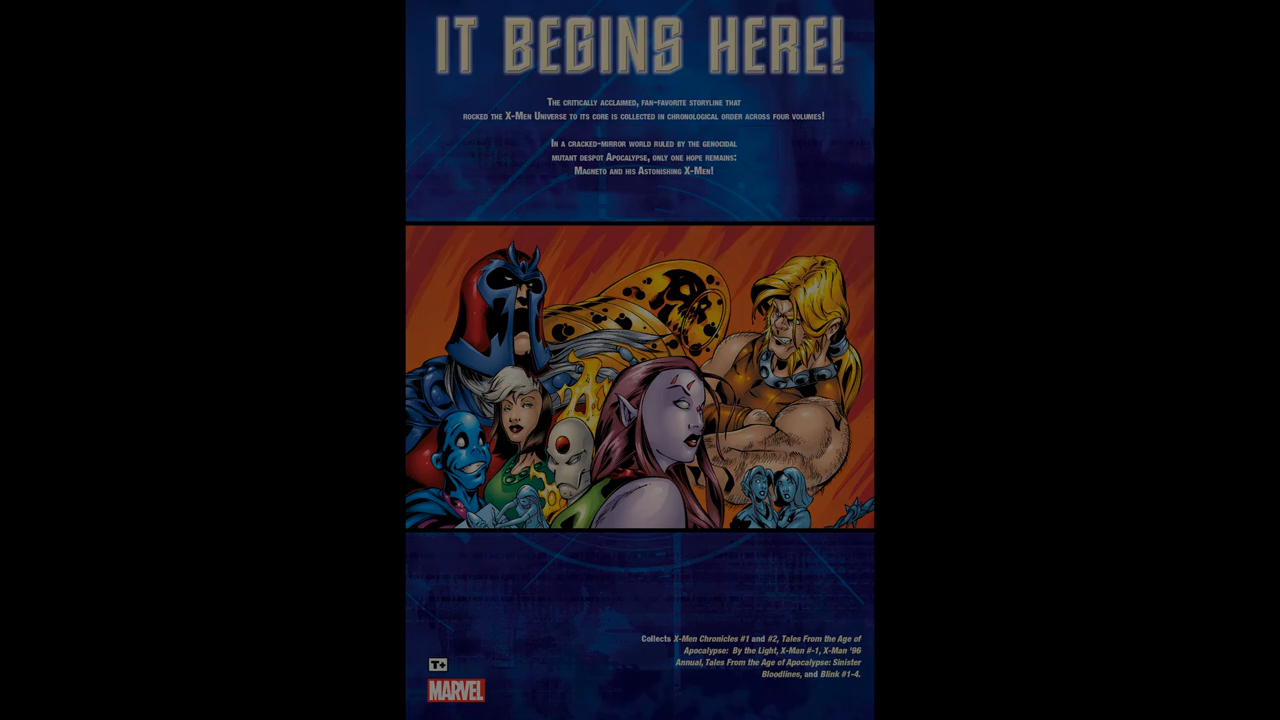 IT BEGINS HERE!
The critically acclaimed, fan-favorite storyline that
rocked the X-Men Universe to its core is collected in chronological order across four volumes!
In a cracked-mirror world ruled by the genocidal
mutant despot Apocalypse, only one hope remains:
Magneto and his Astonishing X-Men!
Collects X-Men Chronicles #1 and #2, Tales From the Age of
Apocalypse: By the Light, X-Man #-1, X-Man '96
Annual, Tales From the Age of Apocalypse: Sinister
Bloodlines, and Blink #1-4.
T+
MARVEL